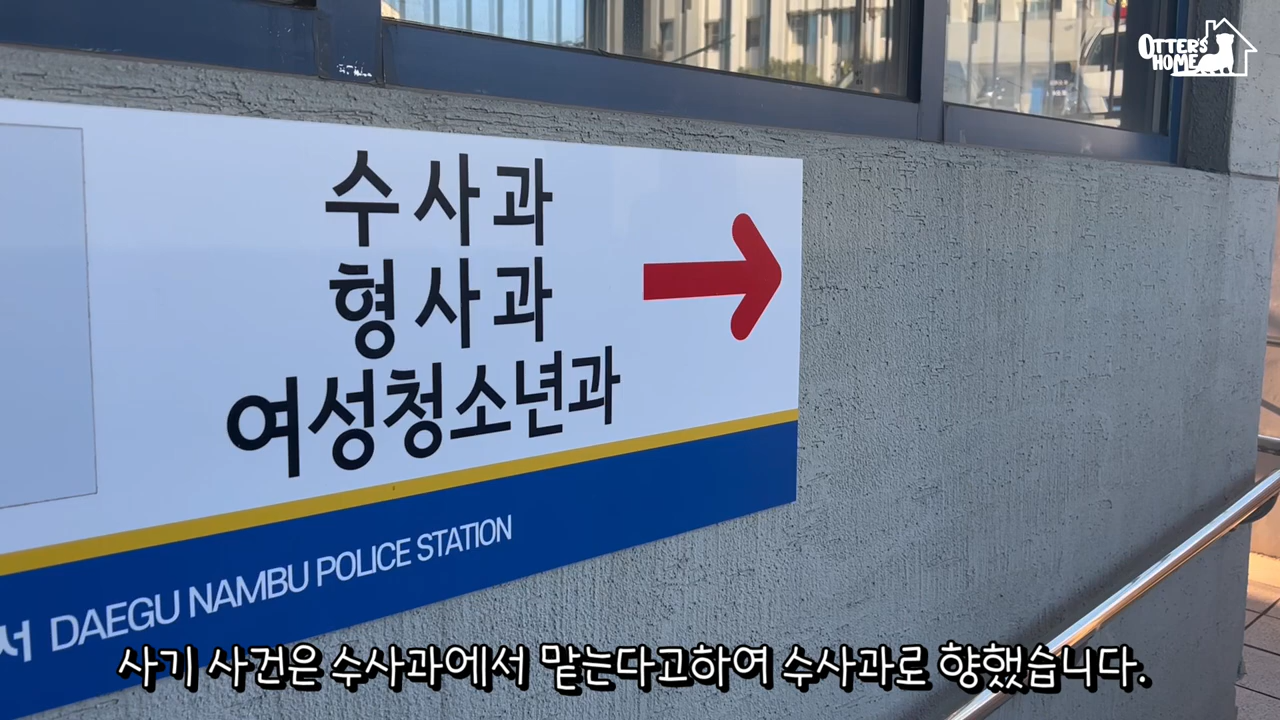 OTTER'S
HOME
수사과
형사과
여성청소년과
서 DAEGU NAMBU POLICE STATION
사기 사건은 수사과에서 맡는다고하여 수사과로 향했습니다.